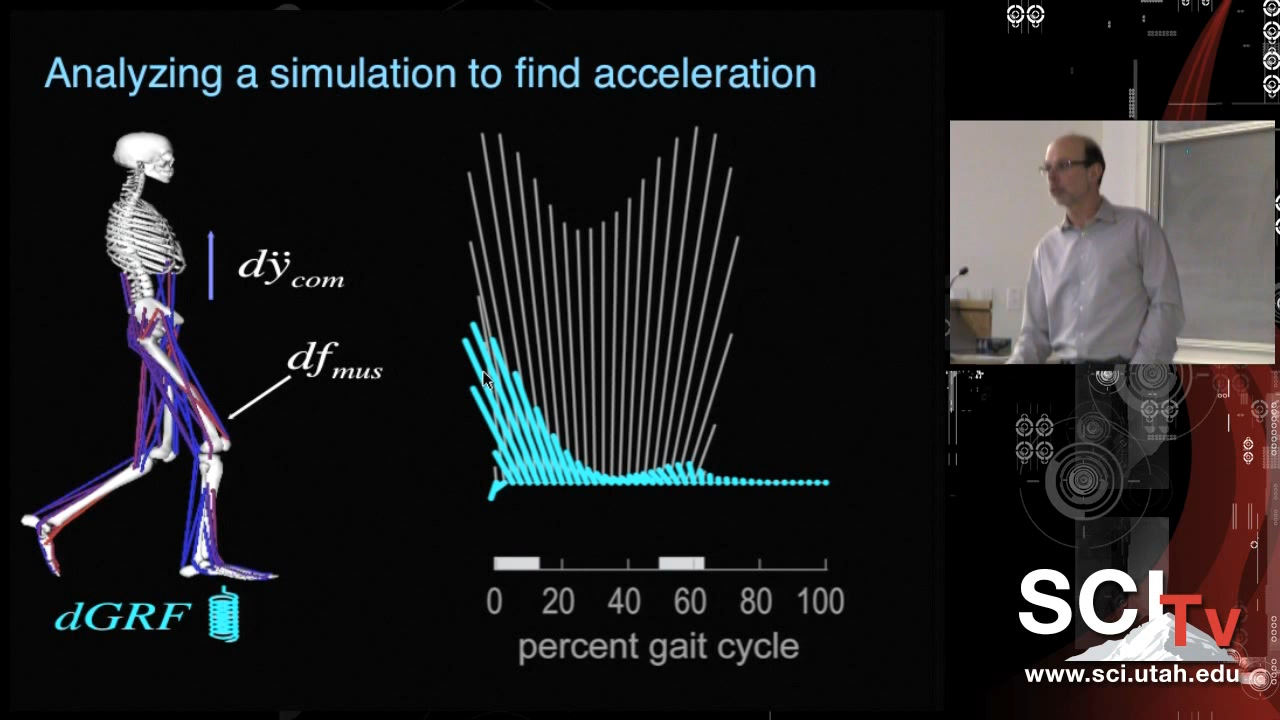 Analyzing a simulation to find acceleration
dÿcom
dfmus
dGRF
0 20 40 60 80 100
percent gait cycle
SCI
Tv
www.sci.utah.edu